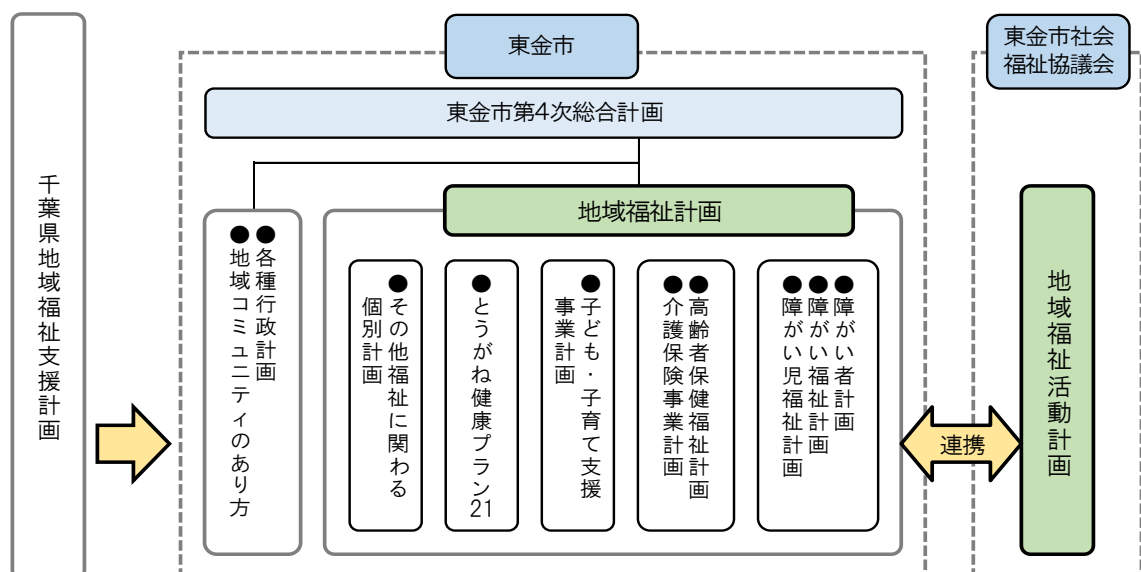 東金市
東金市社会
福祉協議会
東金市第4次総合計画
千葉県地域福祉支援計画
地域福祉計画
●各種行政計画
●地域コミュニティのあり方
●障がい者計画
●障がい福祉計画
●障がい児福祉計画
●高齢者保健福祉計画
●介護保険事業計画
●子ども・子育て支援
事業計画
●とうがね健康プラン21
●その他福祉に関わる
個別計画
連携
地域福祉活動計画